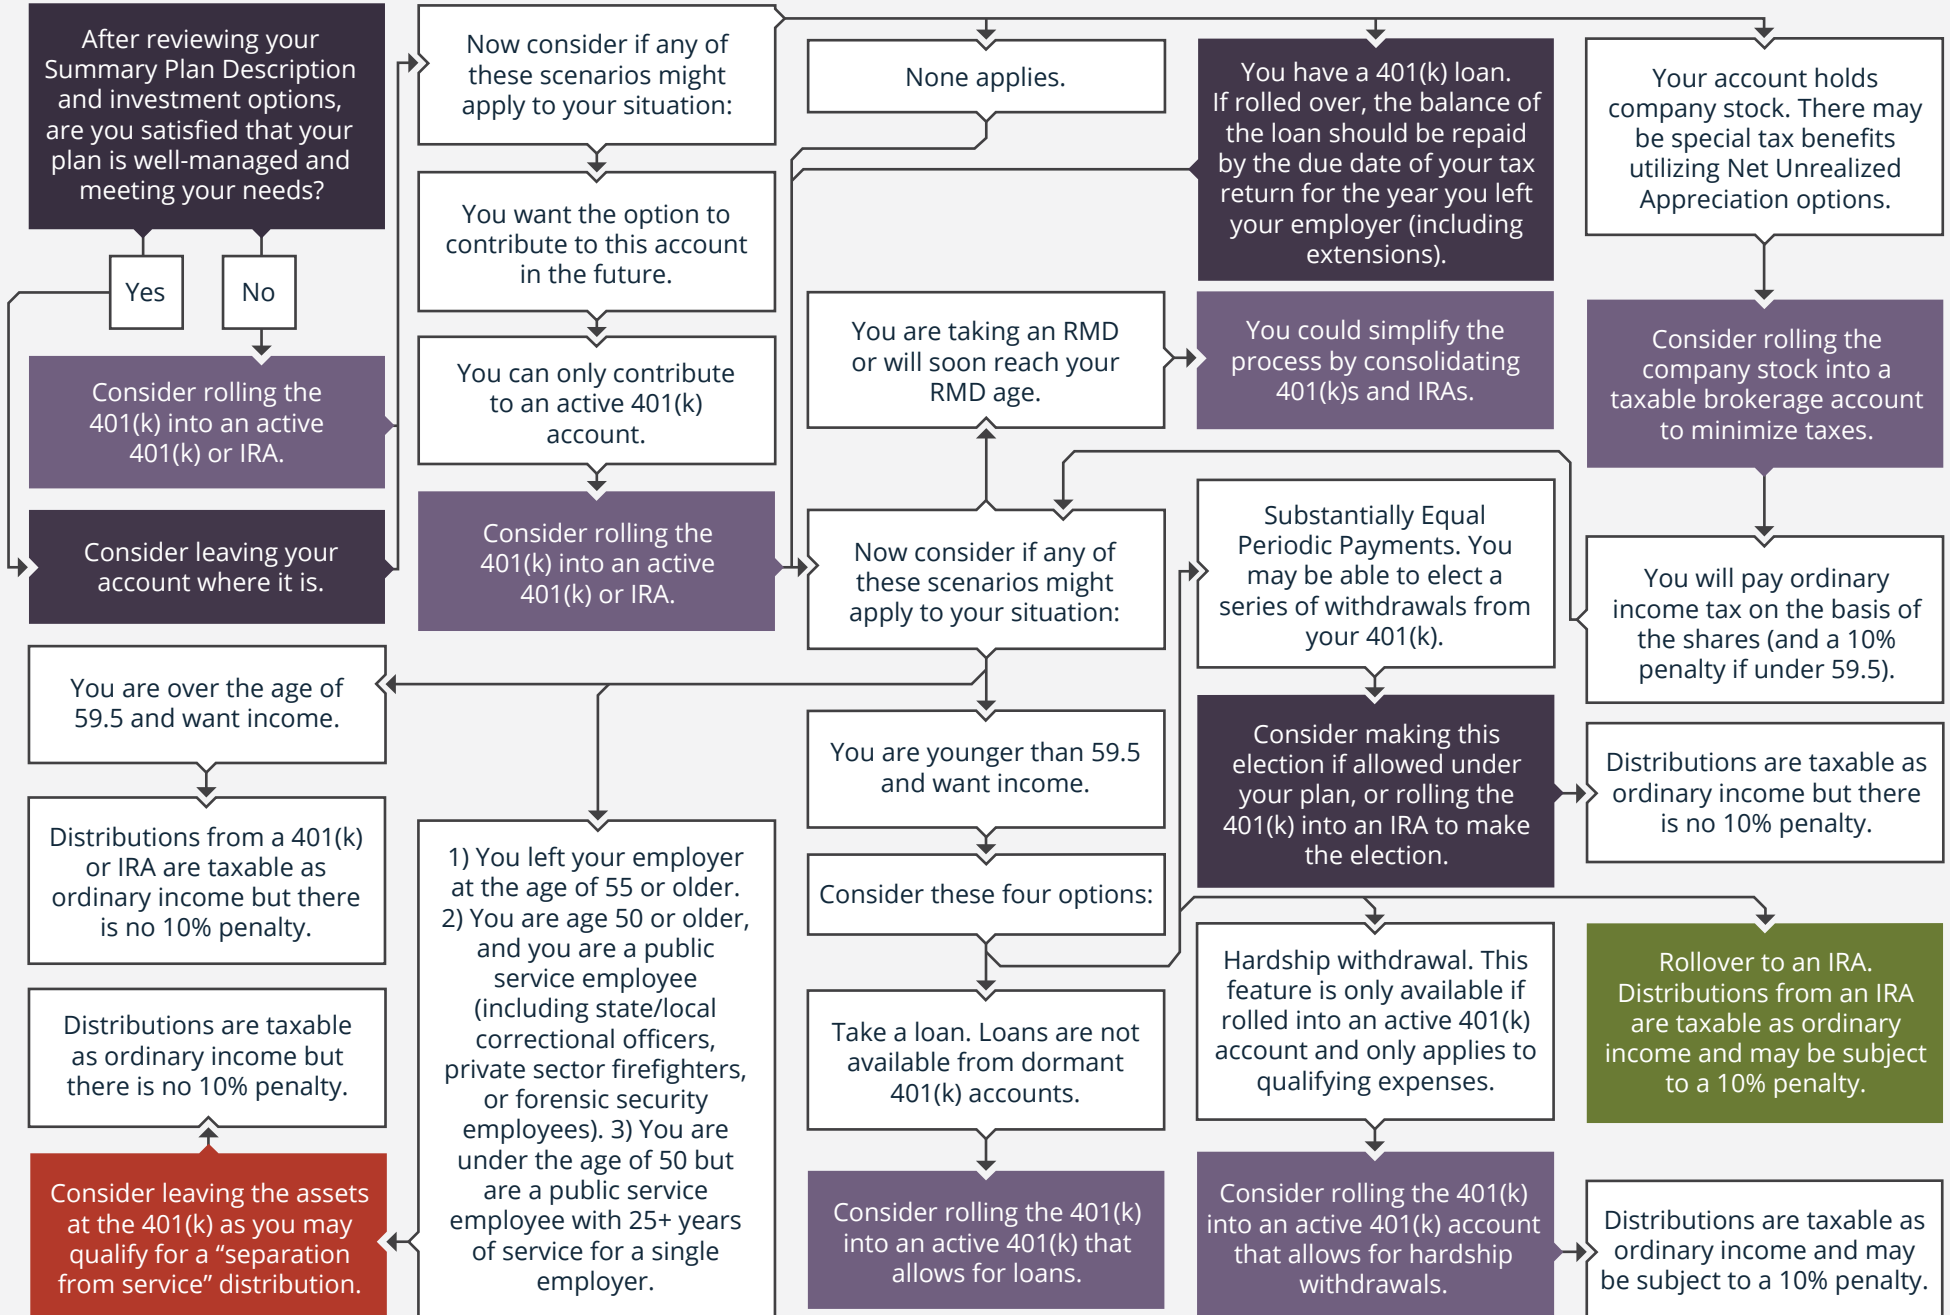 After reviewing your
Summary Plan Description
and investment options,
are you satisfied that your
plan is well-managed and
meeting your needs?
Yes
No
Consider rolling the
401(k) into an active
401(k) or IRA.
Consider leaving your
account where it is.
Now consider if any of
these scenarios might
apply to your situation:
You want the option to
contribute to this account
in the future.
You can only contribute
to an active 401(k)
account.
Consider rolling the
401(k) into an active
401(k) or IRA.
None applies.
You have a 401(k) loan.
If rolled over, the balance of
the loan should be repaid
by the due date of your tax
return for the year you left
your employer (including
extensions).
Your account holds
company stock. There may
be special tax benefits
utilizing Net Unrealized
Appreciation options.
Consider rolling the
company stock into a
taxable brokerage account
to minimize taxes.
You will pay ordinary
income tax on the basis of
the shares (and a 10%
penalty if under 59.5).
Now consider if any of
these scenarios might
apply to your situation:
You are taking an RMD
or will soon reach your
RMD age.
You could simplify the
process by consolidating
401(k)s and IRAs.
You are over the age of
59.5 and want income.
Distributions from a 401(k)
or IRA are taxable as
ordinary income but there
is no 10% penalty.
1) You left your employer
at the age of 55 or older.
2) You are age 50 or older,
and you are a public
service employee
(including state/local
correctional officers,
private sector firefighters,
or forensic security
employees). 3) You are
under the age of 50 but
are a public service
employee with 25+ years
of service for a single
employer.
Consider leaving the assets
at the 401(k) as you may
qualify for a “separation
from service” distribution.
Distributions are taxable
as ordinary income but
there is no 10% penalty.
You are younger than 59.5
and want income.
Consider these four options:
Take a loan. Loans are not
available from dormant
401(k) accounts.
Consider rolling the 401(k)
into an active 401(k) that
allows for loans.
Substantially Equal
Periodic Payments. You
may be able to elect a
series of withdrawals from
your 401(k).
Consider making this
election if allowed under
your plan, or rolling the
401(k) into an IRA to make
the election.
Distributions are taxable as
ordinary income but there
is no 10% penalty.
Hardship withdrawal. This
feature is only available if
rolled into an active 401(k)
account and only applies to
qualifying expenses.
Consider rolling the 401(k)
into an active 401(k) account
that allows for hardship
withdrawals.
Distributions are taxable as
ordinary income and may
be subject to a 10% penalty.
Rollover to an IRA.
Distributions from an IRA
are taxable as ordinary
income and may be subject
to a 10% penalty.